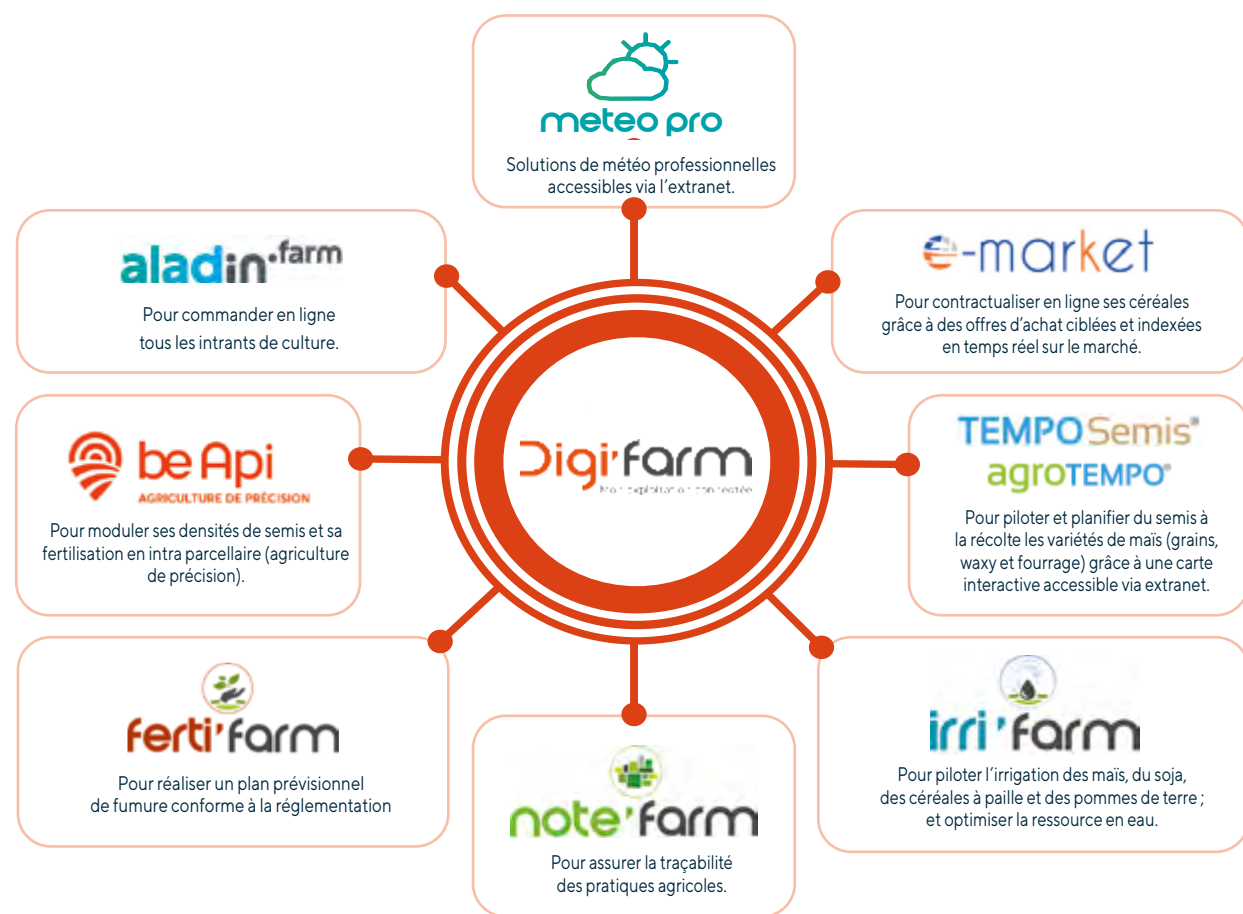 meteo pro
Solutions de météo professionnelles
accessibles via l'extranet.
aladin.farm
Pour commander en ligne
tous les intrants de culture.
e-market
Pour contractualiser en ligne ses céréales
grâce à des offres d'achat ciblées et indexées
en temps réel sur le marché.
be Api
AGRICULTURE DE PRÉCISION
Pour moduler ses densités de semis et sa
fertilisation en intra parcellaire (agriculture
de précision).
Digi'farm
Mon exploitation connectée
TEMPO Semis®
agroTEMPO®
Pour piloter et planifier du semis à
la récolte les variétés de maïs (grains,
waxy et fourrage) grâce à une carte
interactive accessible via extranet.
ferti'farm
Pour réaliser un plan prévisionnel
de fumure conforme à la réglementation
note'farm
Pour assurer la traçabilité
des pratiques agricoles.
irri'farm
Pour piloter l'irrigation des maïs, du soja,
des céréales à paille et des pommes de terre ;
et optimiser la ressource en eau.